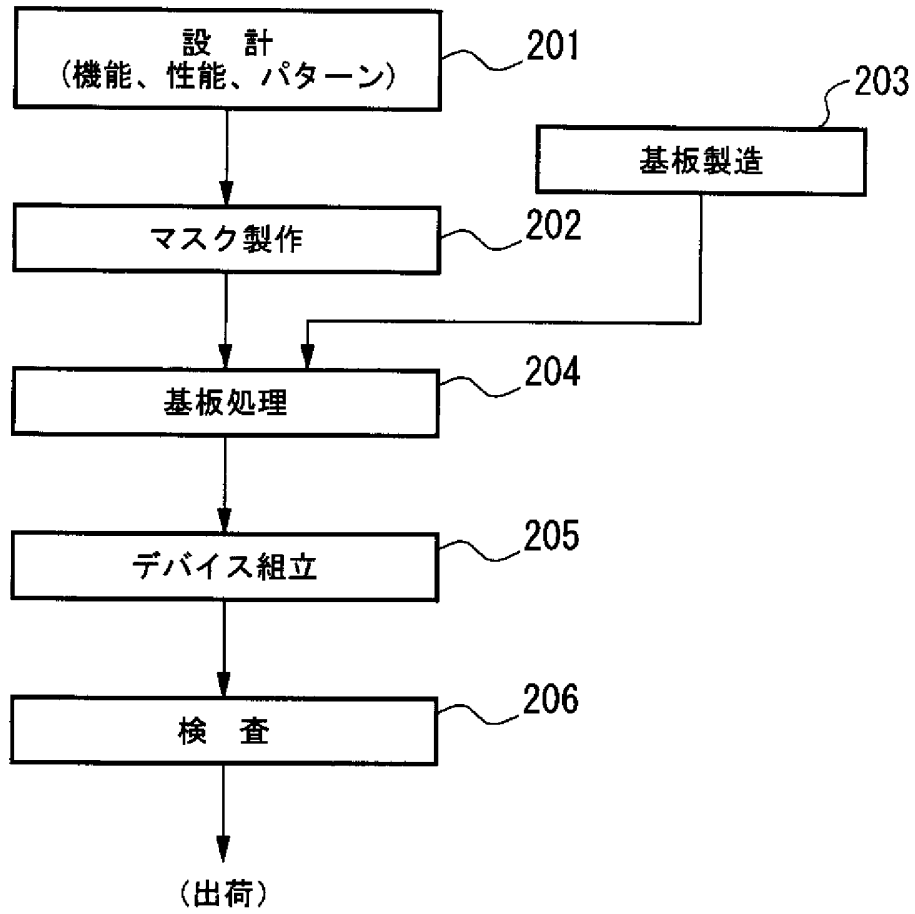 設 計
(機能、性能、パターン)
201
203
基板製造
マスク製作
202
基板処理
204
デバイス組立
205
検 査
206
(出荷)